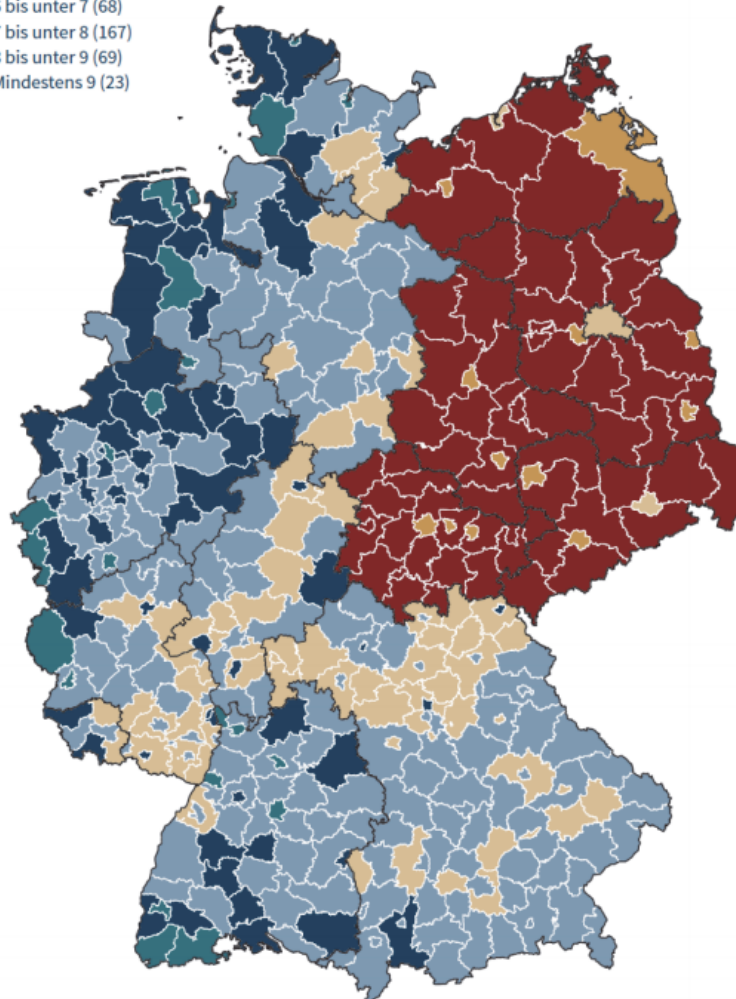 bis unter 7 (68)
bis unter 8 (167)
bis unter 9 (69)
Mindestens 9 (23)